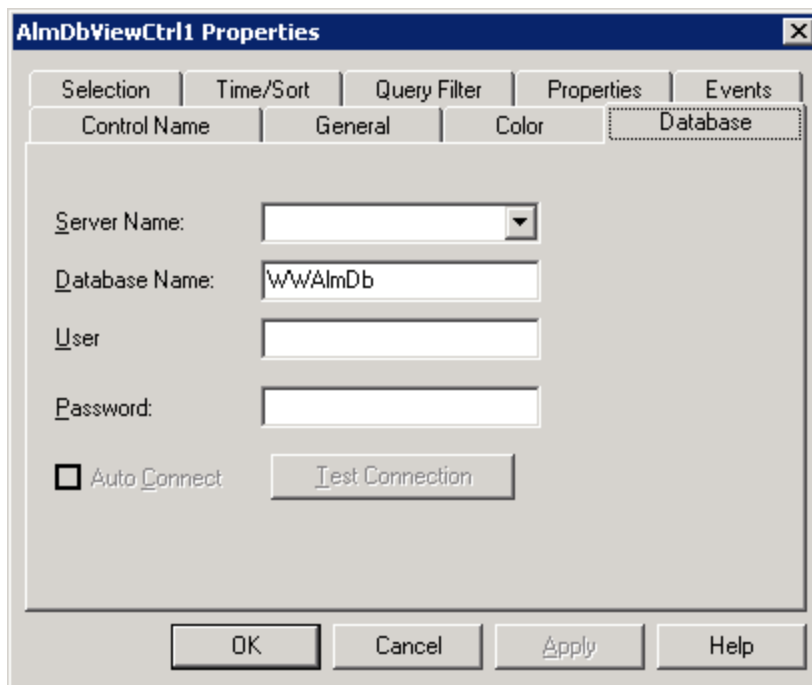 AlmDbViewCtrl1 Properties
Selection Time/Sort Query Filter Properties Events
Control Name General Color Database
Server Name:
Database Name: WWAlmDb
User
Password:
Auto Connect Test Connection
OK Cancel Apply Help